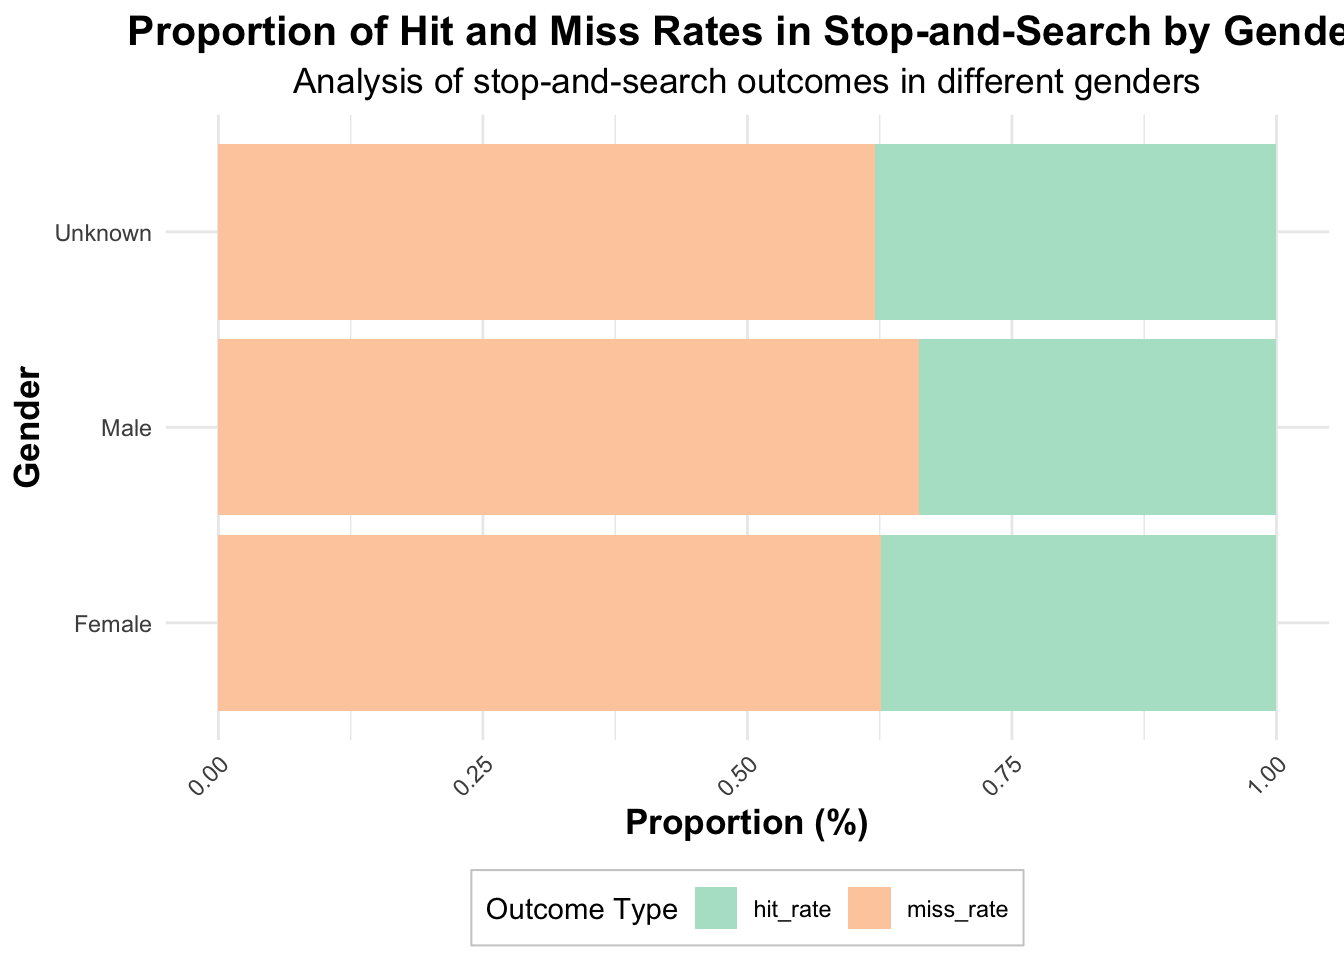 Proportion of Hit and Miss Rates in Stop-and-Search by Gende
Analysis of stop-and-search outcomes in different genders
Gender
Unknown
Male
Female
0.00 0.25 0.50 0.75 1.00
Proportion (%)
Outcome Type hit_rate miss_rate